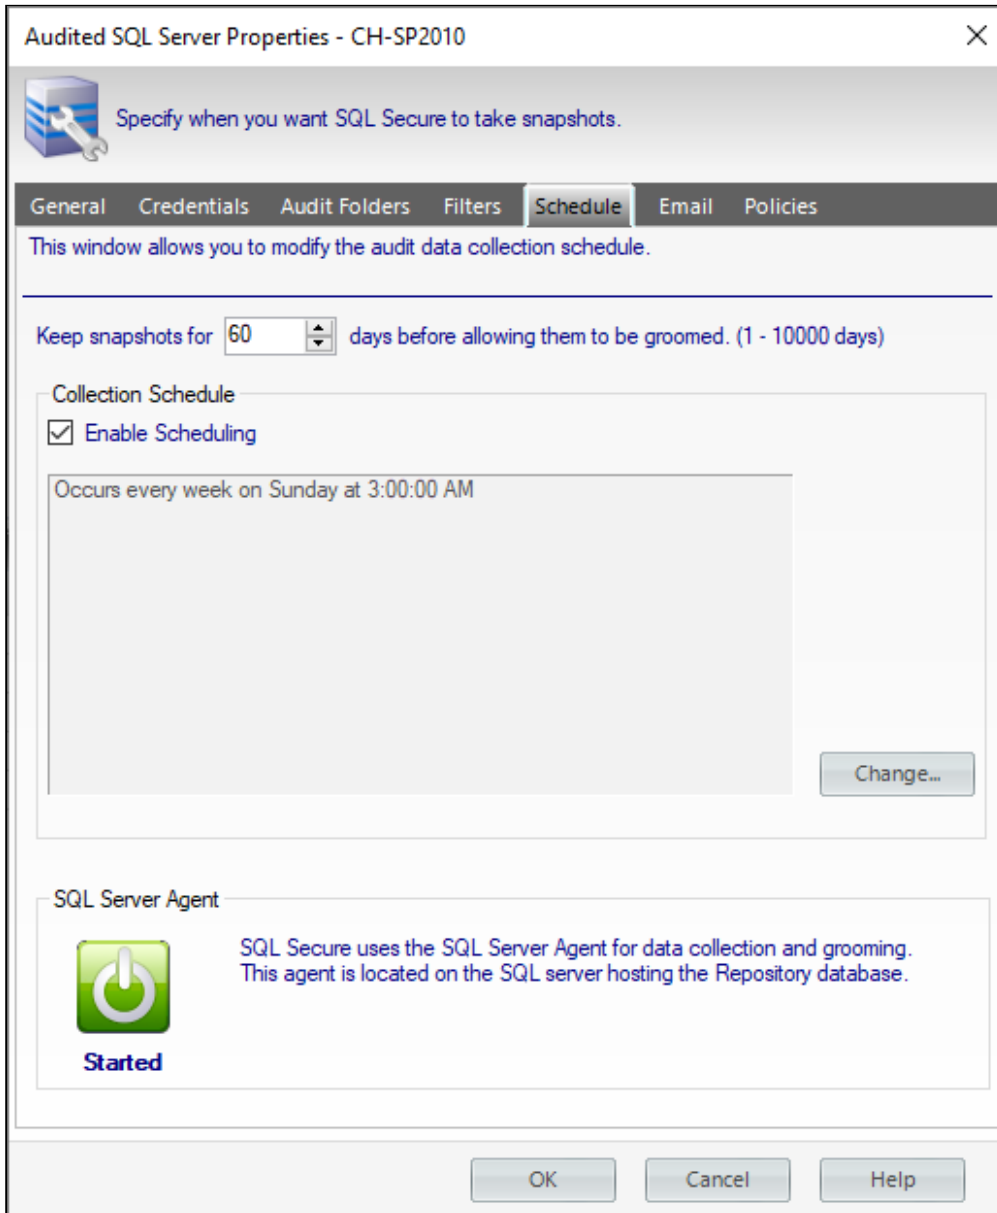 Audited SQL Server Properties - CH-SP2010
Specify when you want SQL Secure to take snapshots.
General Credentials Audit Folders Filters Schedule Email Policies
This window allows you to modify the audit data collection schedule.
Keep snapshots for 60 days before allowing them to be groomed. (1 - 10000 days)
Collection Schedule
Enable Scheduling
Occurs every week on Sunday at 3:00:00 AM
Change...
SQL Server Agent
SQL Secure uses the SQL Server Agent for data collection and grooming.
This agent is located on the SQL server hosting the Repository database.
Started
OK Cancel Help